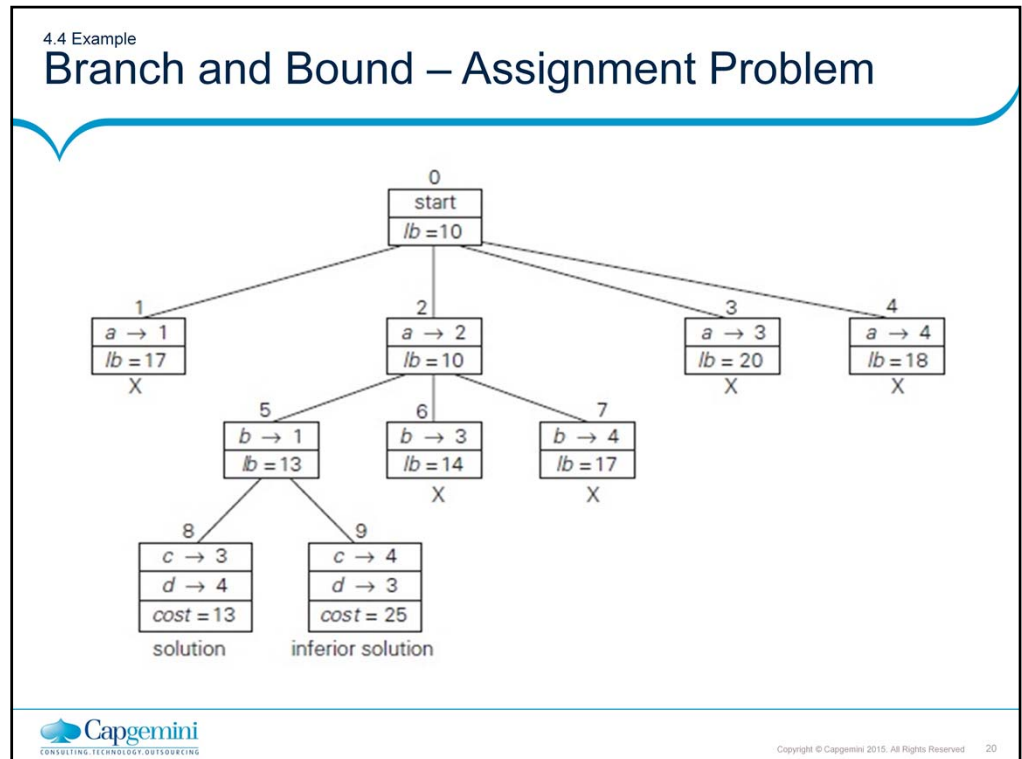 4.4 Example
Branch and Bound – Assignment Problem
0
start
lb =10
1
a → 1
lb =17
X
2
a → 2
lb =10
3
a → 3
lb = 20
X
4
a → 4
lb =18
X
5
b → 1
lb =13
6
b → 3
lb =14
X
7
b → 4
lb =17
X
8
c → 3
d → 4
cost =13
solution
9
c → 4
d → 3
cost = 25
inferior solution
Capgemini
CONSULTING.TECHNOLOGY.OUTSOURCING
Copyright © Capgemini 2015. All Rights Reserved 20